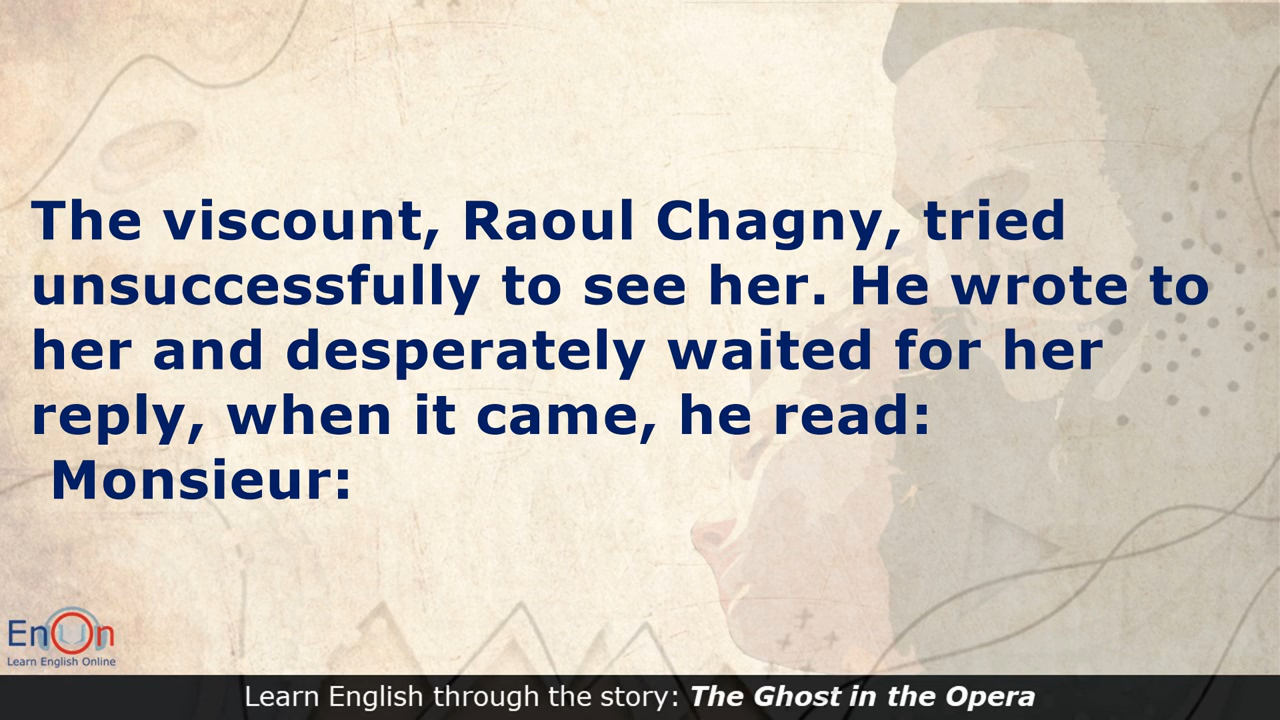 The viscount, Raoul Chagny, tried
unsuccessfully to see her. He wrote to
her and desperately waited for her
reply, when it came, he read:
Monsieur:
EnOn
Learn English Online
Learn English through the story: The Ghost in the Opera